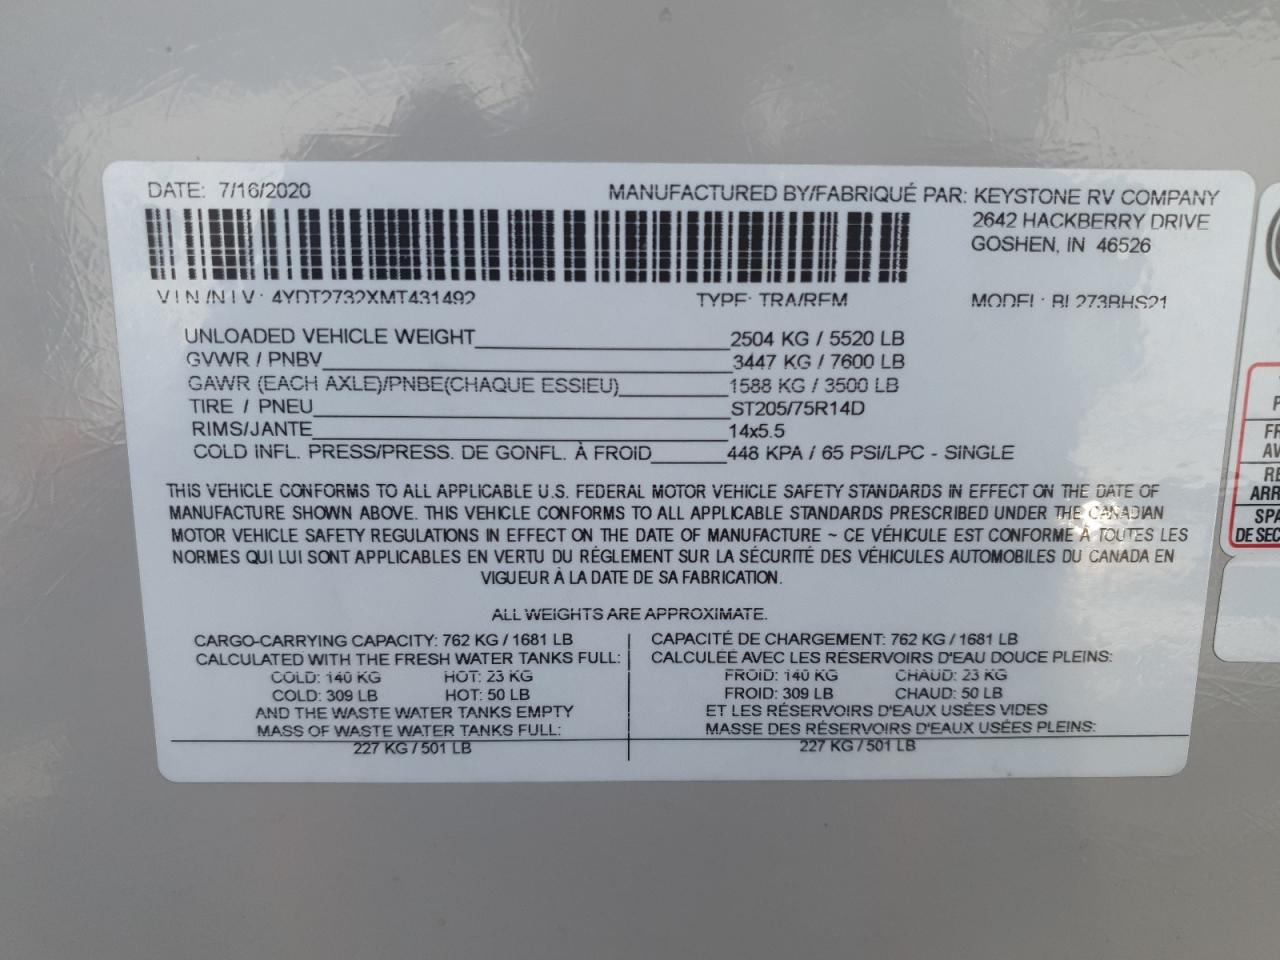 DATE: 7/16/2020
MANUFACTURED BY/FABRIQUÉ PAR: KEYSTONE RV COMPANY
2642 HACKBERRY DRIVE
GOSHEN, IN 46526
V I N /N I V : 4YDT2732XMT431492 TYPE: TRA/REM MODEL: BL273BHS21
UNLOADED VEHICLE WEIGHT 2504 KG / 5520 LB
GVWR / PNBV 3447 KG / 7600 LB
GAWR (EACH AXLE)/PNBE(CHAQUE ESSIEU) 1588 KG / 3500 LB
TIRE / PNEU ST205/75R14D
RIMS/JANTE 14x5.5
COLD INFL. PRESS/PRESS. DE GONFL. À FROID 448 KPA / 65 PSI/LPC - SINGLE
THIS VEHICLE CONFORMS TO ALL APPLICABLE U.S. FEDERAL MOTOR VEHICLE SAFETY STANDARDS IN EFFECT ON THE DATE OF
MANUFACTURE SHOWN ABOVE. THIS VEHICLE CONFORMS TO ALL APPLICABLE STANDARDS PRESCRIBED UNDER THE CANADIAN
MOTOR VEHICLE SAFETY REGULATIONS IN EFFECT ON THE DATE OF MANUFACTURE ~ CE VÉHICULE EST CONFORME À TOUTES LES
NORMES QUI LUI SONT APPLICABLES EN VERTU DU RÉGLEMENT SUR LA SÉCURITÉ DES VÉHICULES AUTOMOBILES DU CANADA EN
VIGUEUR À LA DATE DE SA FABRICATION.
ALL WEIGHTS ARE APPROXIMATE.
CARGO-CARRYING CAPACITY: 762 KG / 1681 LB
CALCULATED WITH THE FRESH WATER TANKS FULL:
COLD: 140 KG HOT: 23 KG
COLD: 309 LB HOT: 50 LB
AND THE WASTE WATER TANKS EMPTY
MASS OF WASTE WATER TANKS FULL:
227 KG / 501 LB
CAPACITÉ DE CHARGEMENT: 762 KG / 1681 LB
CALCULÉE AVEC LES RÉSERVOIRS D'EAU DOUCE PLEINS:
FROID: 140 KG CHAUD: 23 KG
FROID: 309 LB CHAUD: 50 LB
ET LES RÉSERVOIRS D'EAUX USÉES VIDES
MASSE DES RÉSERVOIRS D'EAUX USÉES PLEINS:
227 KG / 501 LB